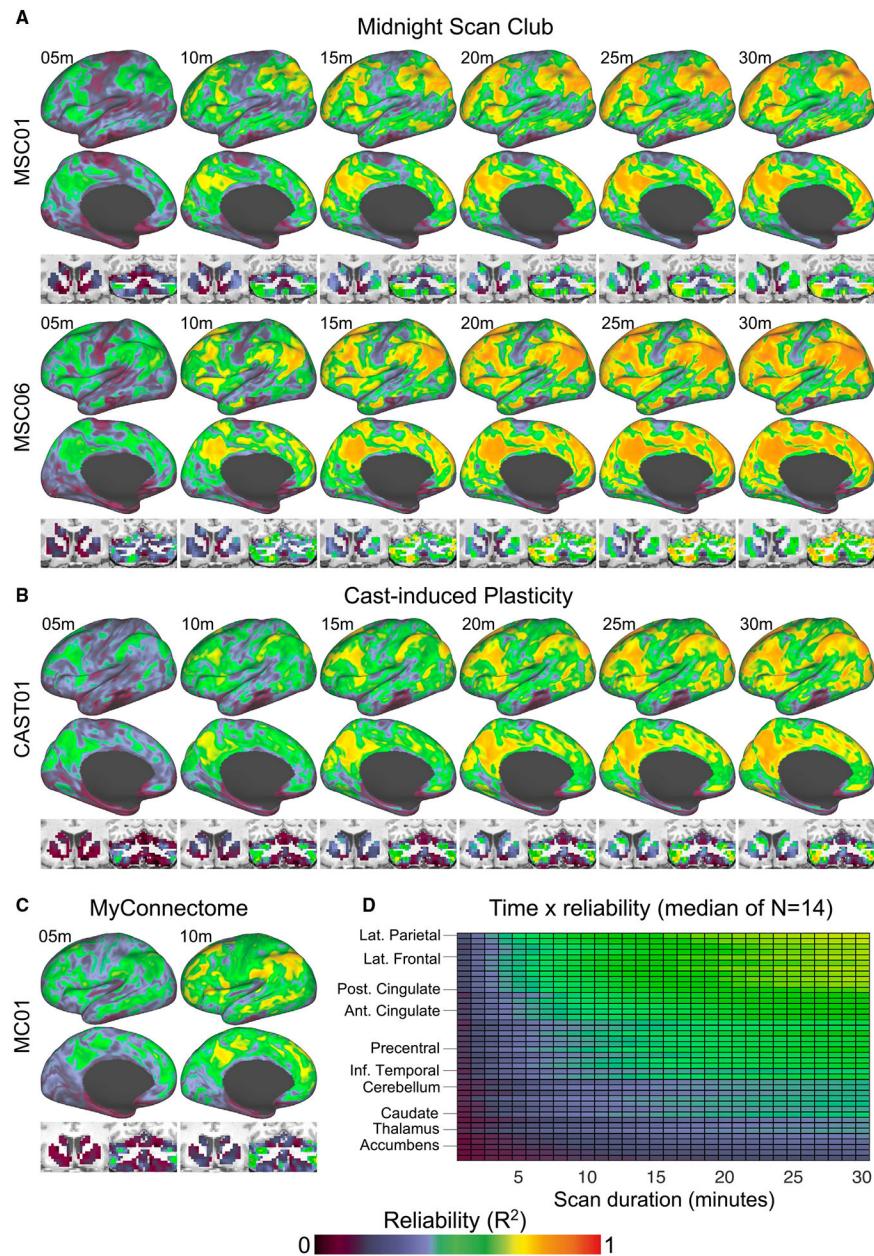 A
Midnight Scan Club
05m 10m 15m 20m 25m 30m
MSC01
05m 10m 15m 20m 25m 30m
MSC06
B
Cast-induced Plasticity
05m 10m 15m 20m 25m 30m
CAST01
C
MyConnectome
05m 10m
MC01
D
Time x reliability (median of N=14)
Lat. Parietal
Lat. Frontal
Post. Cingulate
Ant. Cingulate
Precentral
Inf. Temporal
Cerebellum
Caudate
Thalamus
Accumbens
5 10 15 20 25 30
Scan duration (minutes)
Reliability (R²)
0 1